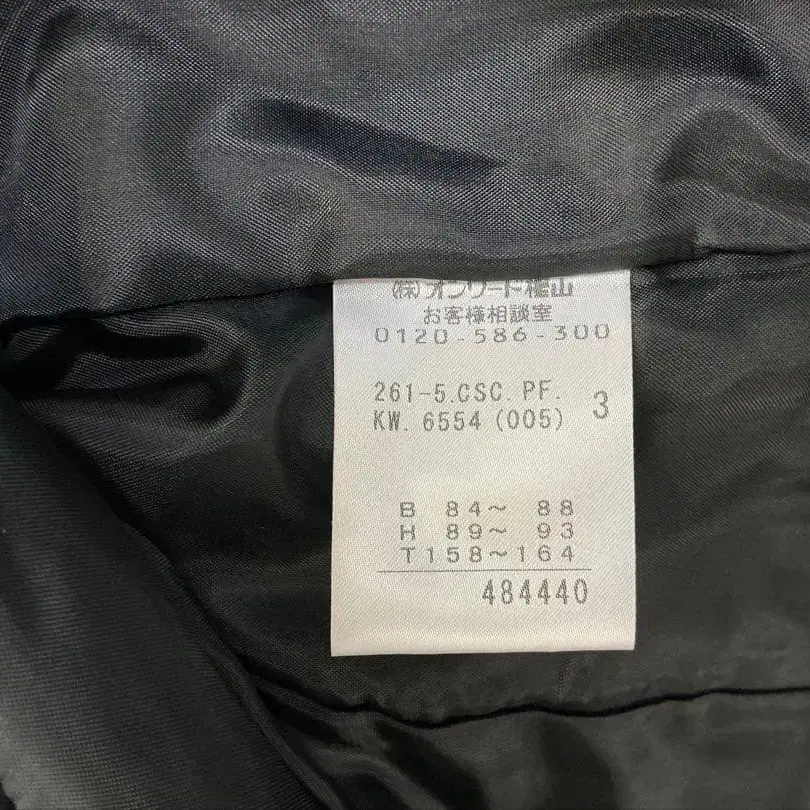 (株)オンワード樫山
お客様相談室
0120-586-300
261-5.CSC.PF.
KW.6554(005) 3
B 84~ 88
H 89~ 93
T158~164
484440